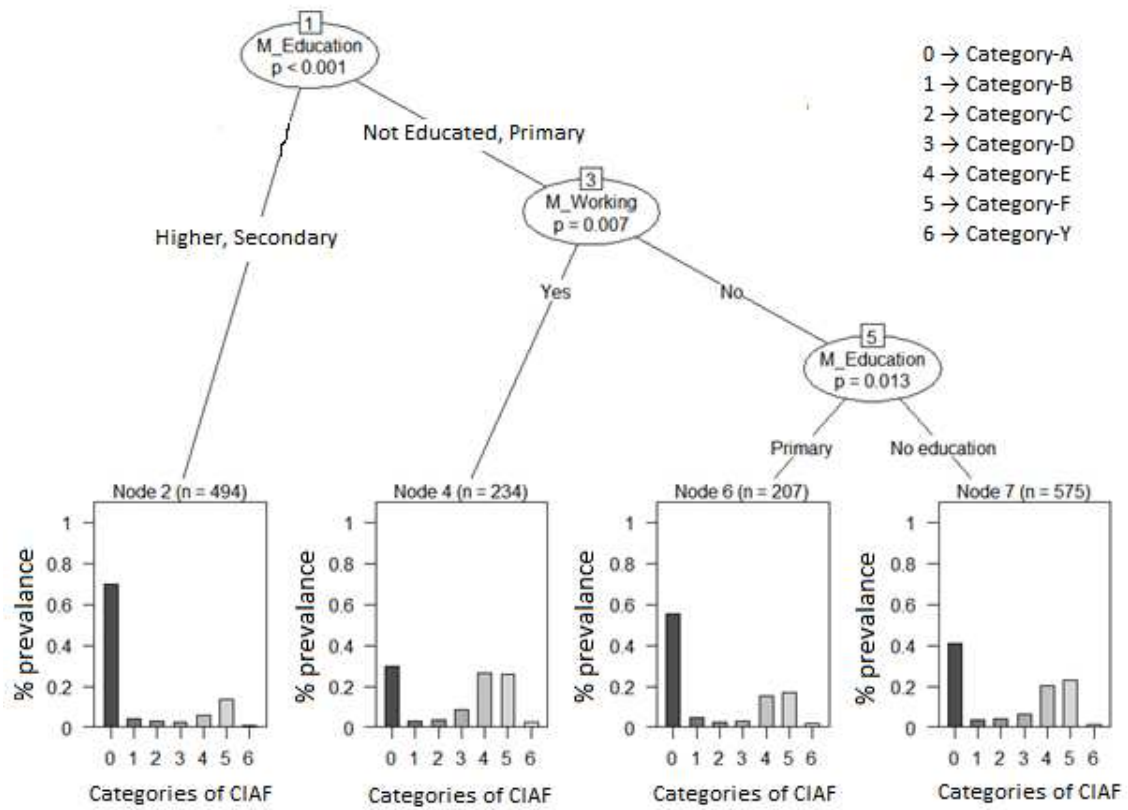 1
M_Education
p < 0.001
0 → Category-A
1 → Category-B
2 → Category-C
3 → Category-D
4 → Category-E
5 → Category-F
6 → Category-Y
Not Educated, Primary
3
M_Working
p = 0.007
Higher, Secondary
Yes
No
5
M_Education
p = 0.013
Primary
No education
Node 2 (n = 494)
1
0.8
0.6
0.4
0.2
0
% prevalance
0 1 2 3 4 5 6
Categories of CIAF
Node 4 (n = 234)
1
0.8
0.6
0.4
0.2
0
% prevalance
0 1 2 3 4 5 6
Categories of CIAF
Node 6 (n = 207)
1
0.8
0.6
0.4
0.2
0
% prevalance
0 1 2 3 4 5 6
Categories of CIAF
Node 7 (n = 575)
1
0.8
0.6
0.4
0.2
0
% prevalance
0 1 2 3 4 5 6
Categories of CIAF